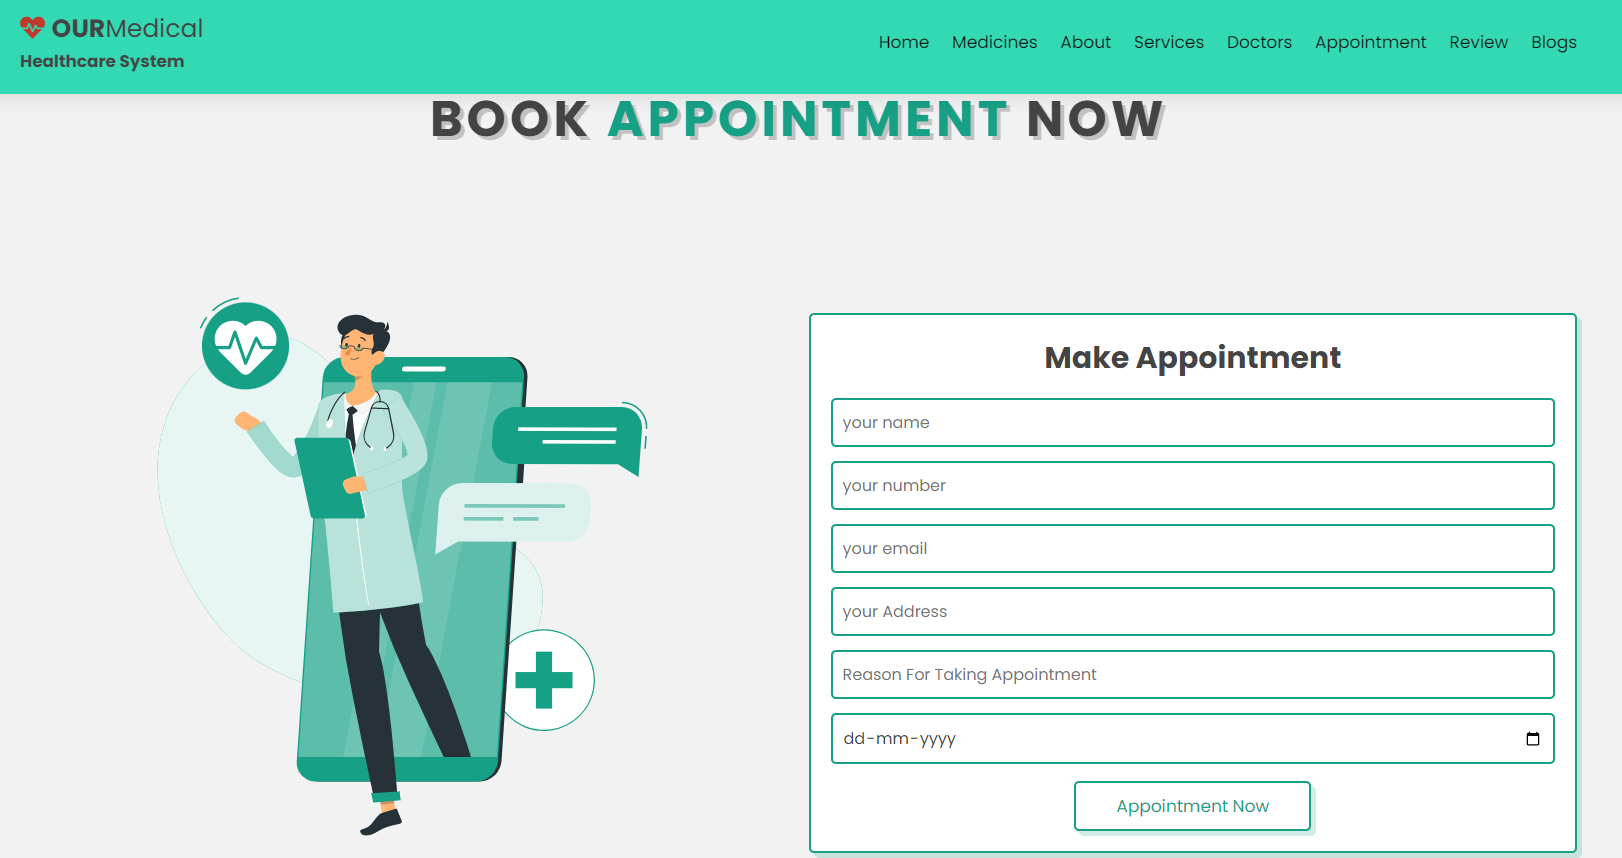 OURMedical
Healthcare System
Home Medicines About Services Doctors Appointment Review Blogs
BOOK APPOINTMENT NOW
Make Appointment
your name
your number
your email
your Address
Reason For Taking Appointment
dd-mm-yyyy
Appointment Now